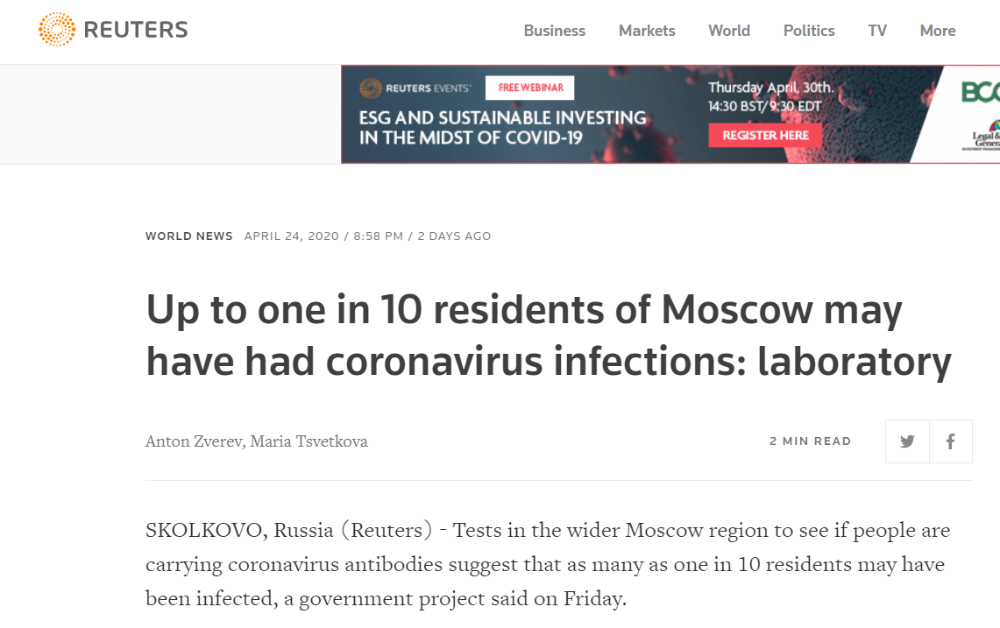 REUTERS
Business Markets World Politics TV More
REUTERS EVENTS FREE WEBINAR
ESG AND SUSTAINABLE INVESTING
IN THE MIDST OF COVID-19
Thursday April, 30th.
14:30 BST/9:30 EDT
REGISTER HERE
Legal &
WORLD NEWS APRIL 24, 2020 / 8:58 PM / 2 DAYS AGO
Up to one in 10 residents of Moscow may
have had coronavirus infections: laboratory
Anton Zverev, Maria Tsvetkova
2 MIN READ
SKOLKOVO, Russia (Reuters) - Tests in the wider Moscow region to see if people are
carrying coronavirus antibodies suggest that as many as one in 10 residents may have
been infected, a government project said on Friday.